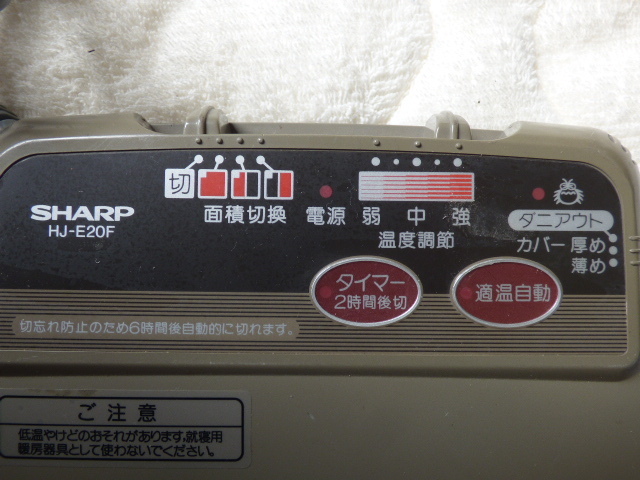 切
面積切換
電源
弱 中 強
温度調節
ダニアウト
カバー 厚め
薄め
SHARP
HJ-E20F
タイマー
2時間後切
適温自動
切忘れ防止のため6時間後自動的に切れます。
ご注意
低温やけどのおそれがあります。就寝用
暖房器具として使わないでください。